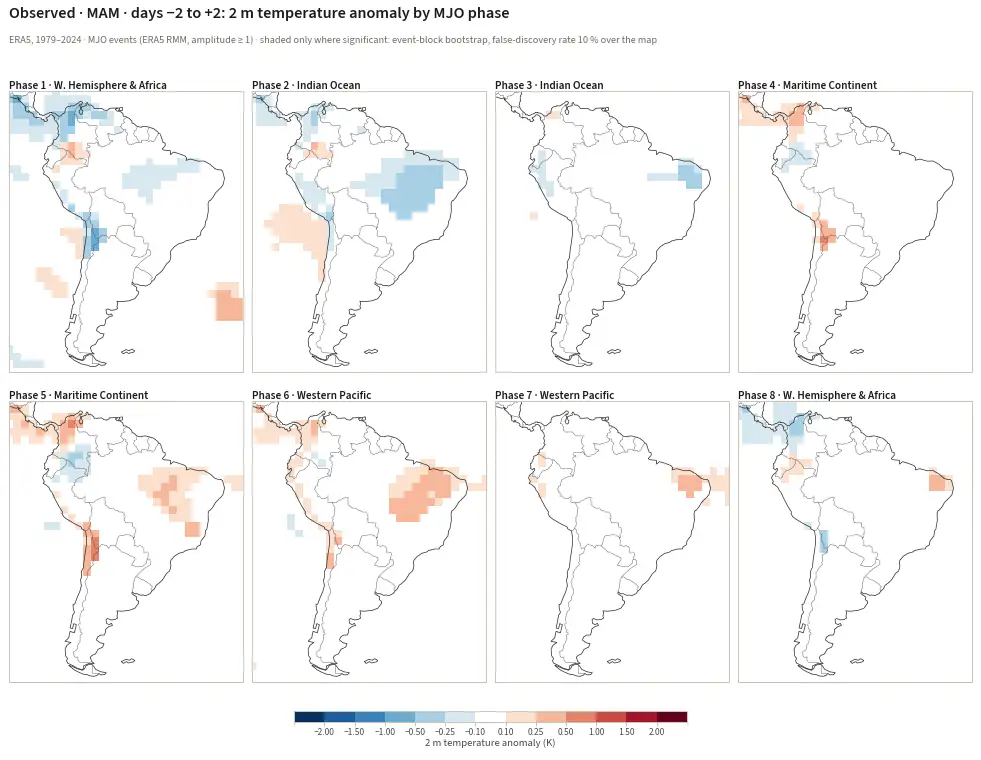 Observed · MAM · days −2 to +2: 2 m temperature anomaly by MJO phase
ERA5, 1979–2024 · MJO events (ERA5 RMM, amplitude ≥ 1) · shaded only where significant: event-block bootstrap, false-discovery rate 10 % over the map
Phase 1 · W. Hemisphere & Africa
Phase 2 · Indian Ocean
Phase 3 · Indian Ocean
Phase 4 · Maritime Continent
Phase 5 · Maritime Continent
Phase 6 · Western Pacific
Phase 7 · Western Pacific
Phase 8 · W. Hemisphere & Africa
−2.00 −1.50 −1.00 −0.50 −0.25 −0.10 0.10 0.25 0.50 1.00 1.50 2.00
2 m temperature anomaly (K)